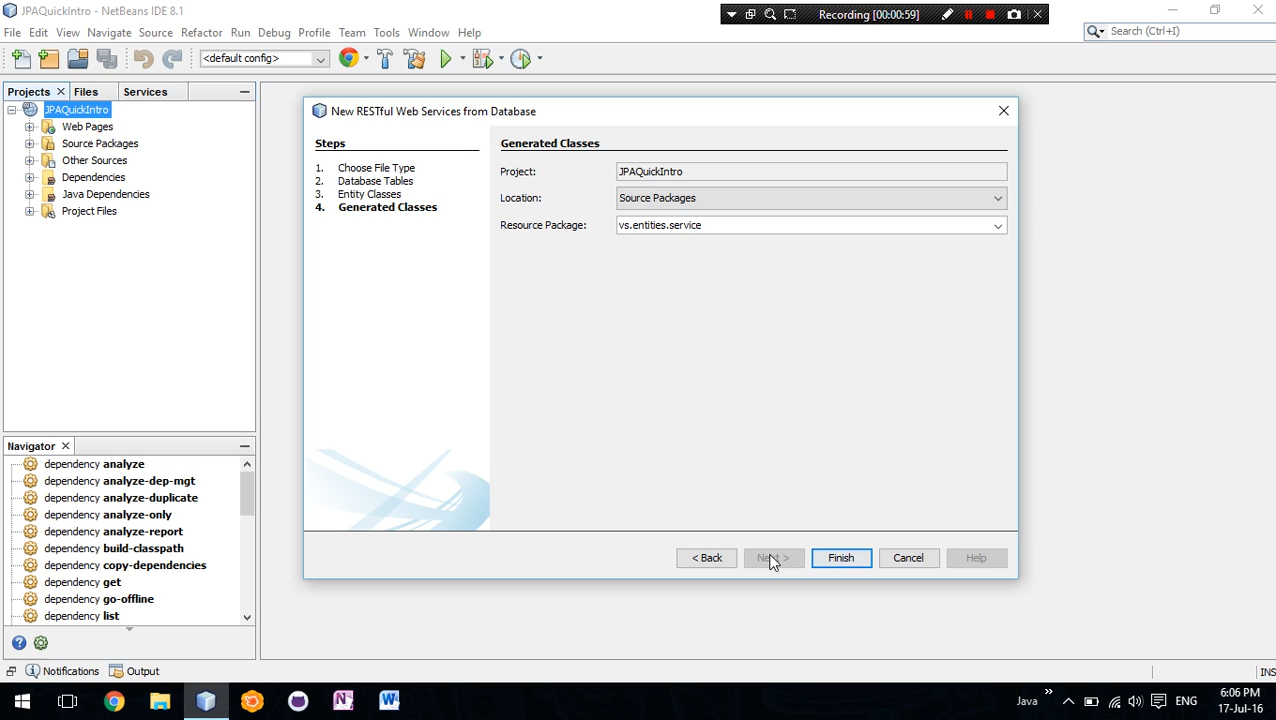 JPAQuickIntro - NetBeans IDE 8.1
Recording [00:00:59]
File Edit View Navigate Source Refactor Run Debug Profile Team Tools Window Help
Search (Ctrl+I)
<default config>
Projects Files Services
JPAQuickIntro
Web Pages
Source Packages
Other Sources
Dependencies
Java Dependencies
Project Files
New RESTful Web Services from Database
Steps
1. Choose File Type
2. Database Tables
3. Entity Classes
4. Generated Classes
Generated Classes
Project: JPAQuickIntro
Location: Source Packages
Resource Package: vs.entities.service
< Back Next > Finish Cancel Help
Navigator
dependency analyze
dependency analyze-dep-mgt
dependency analyze-duplicate
dependency analyze-only
dependency analyze-report
dependency build-classpath
dependency copy-dependencies
dependency get
dependency go-offline
dependency list
Notifications Output
INS
Java ENG
6:06 PM
17-Jul-16